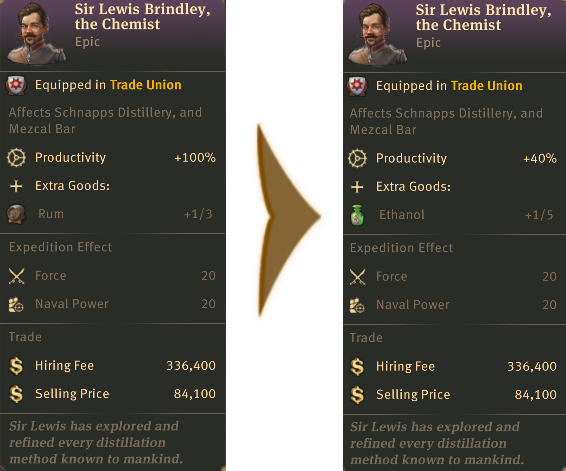 Sir Lewis Brindley,
the Chemist
Epic
Equipped in Trade Union
Affects Schnapps Distillery, and
Mezcal Bar
Productivity +100%
Extra Goods:
Rum +1/3
Expedition Effect
Force 20
Naval Power 20
Trade
Hiring Fee 336,400
Selling Price 84,100
Sir Lewis has explored and
refined every distillation
method known to mankind.
Sir Lewis Brindley,
the Chemist
Epic
Equipped in Trade Union
Affects Schnapps Distillery, and
Mezcal Bar
Productivity +40%
Extra Goods:
Ethanol +1/5
Expedition Effect
Force 20
Naval Power 20
Trade
Hiring Fee 336,400
Selling Price 84,100
Sir Lewis has explored and
refined every distillation
method known to mankind.